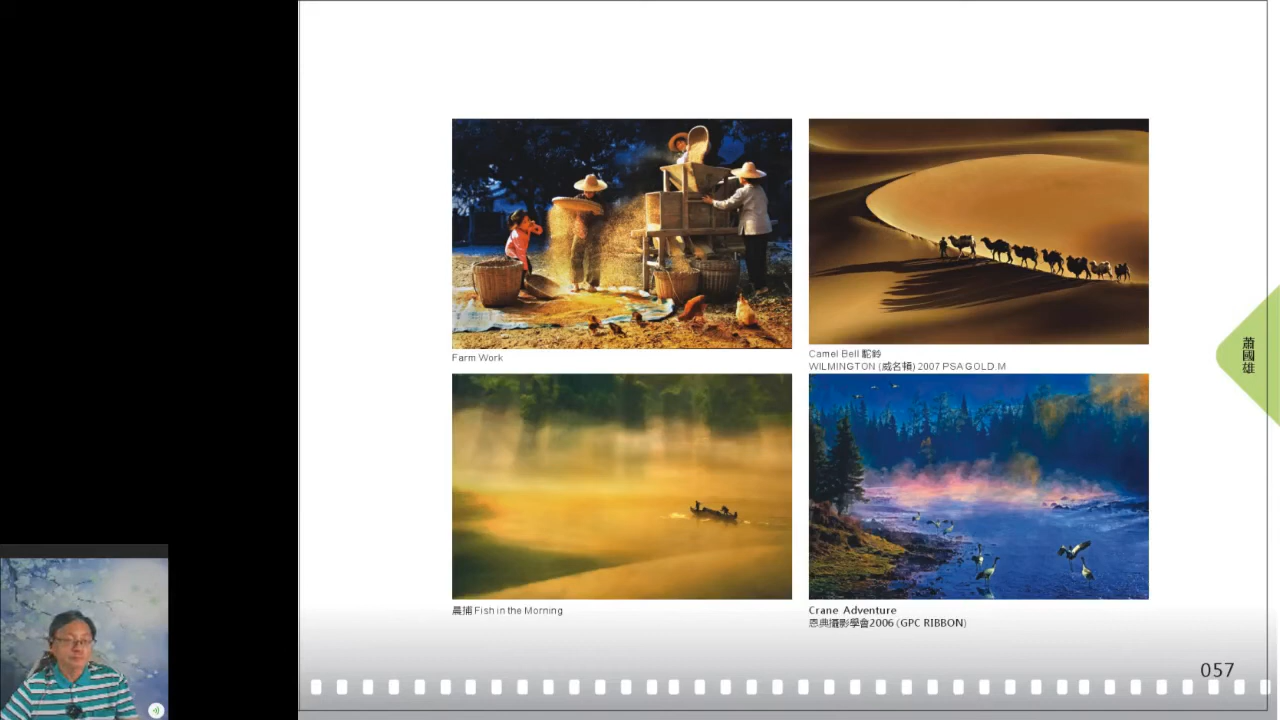 Farm Work
Camel Bell 駝鈴
WILMINGTON (威名頓) 2007 PSA GOLD.M
蕭國雄
晨捕 Fish in the Morning
Crane Adventure
恩典攝影學會2006 (GPC RIBBON)
057